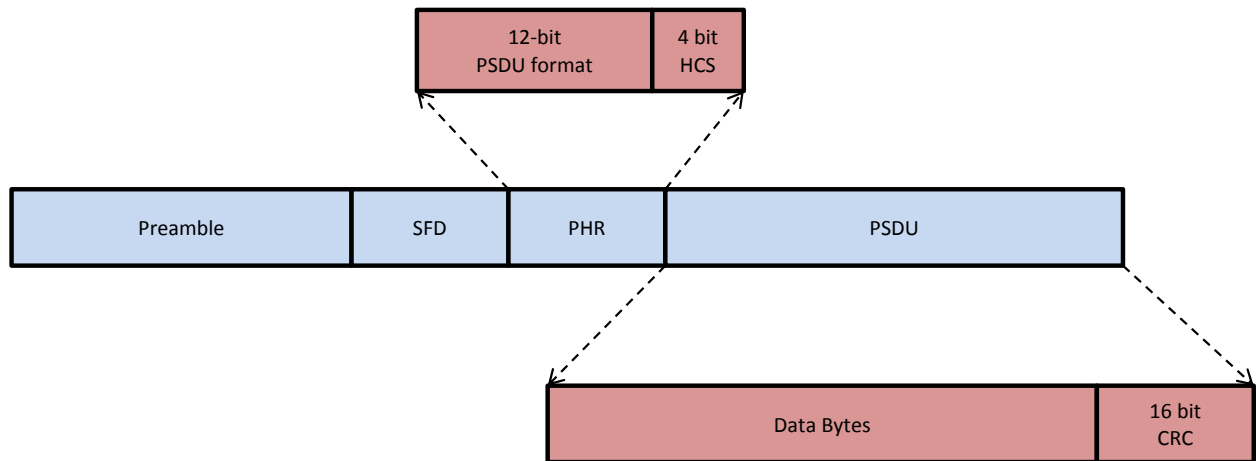 12-bit
PSDU format
4 bit
HCS
Preamble
SFD
PHR
PSDU
Data Bytes
16 bit
CRC